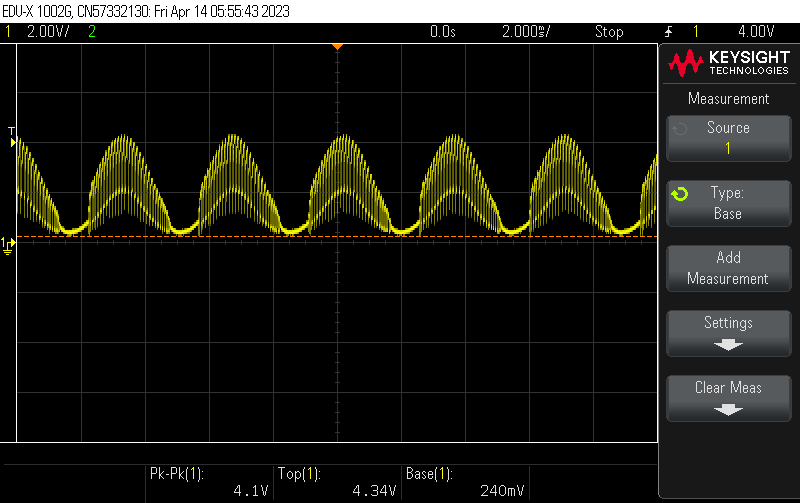 EDU-X 1002G, CN57332130: Fri Apr 14 05:55:43 2023
1 2.00V/ 2 0.0s 2.000ms/ Stop 1 4.00V
KEYSIGHT
TECHNOLOGIES
Measurement
Source
1
Type:
Base
Add
Measurement
Settings
Clear Meas
T
1
Pk-Pk(1): Top(1): Base(1):
4.1V 4.34V 240mV